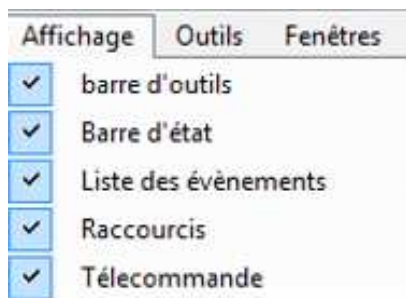 Affichage Outils Fenêtres
barre d'outils
Barre d'état
Liste des évènements
Raccourcis
Télecommande